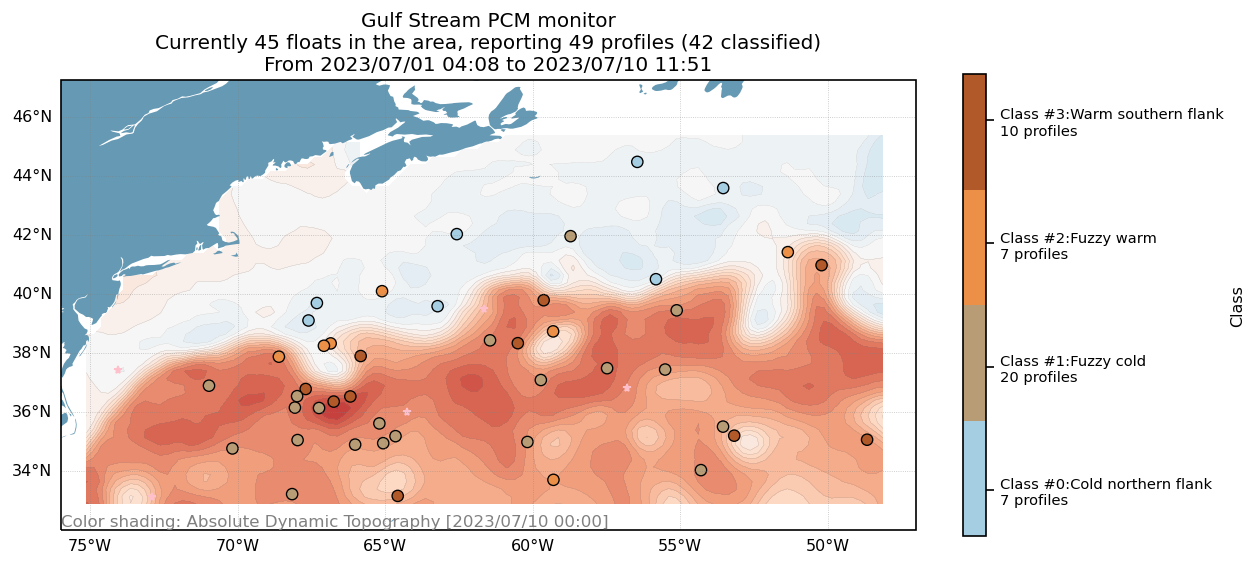 Gulf Stream PCM monitor
Currently 45 floats in the area, reporting 49 profiles (42 classified)
From 2023/07/01 04:08 to 2023/07/10 11:51
46°N
44°N
42°N
40°N
38°N
36°N
34°N
Color shading: Absolute Dynamic Topography [2023/07/10 00:00]
75°W
70°W
65°W
60°W
55°W
50°W
Class #3:Warm southern flank
10 profiles
Class #2:Fuzzy warm
7 profiles
Class #1:Fuzzy cold
20 profiles
Class #0:Cold northern flank
7 profiles
Class